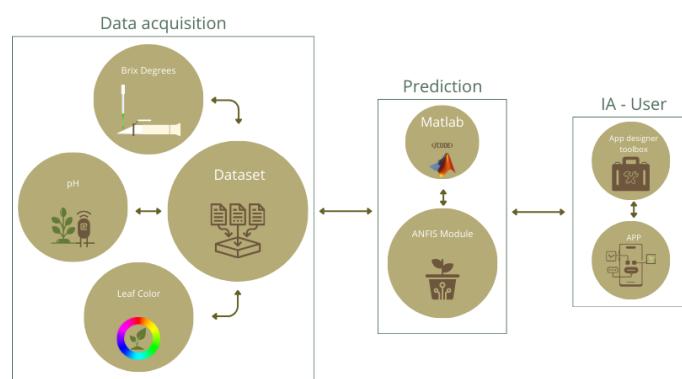 Data acquisition
Brix Degrees
pH
Dataset
Leaf Color
Prediction
Matlab
</CODE>
ANFIS Module
IA - User
App designer
toolbox
APP